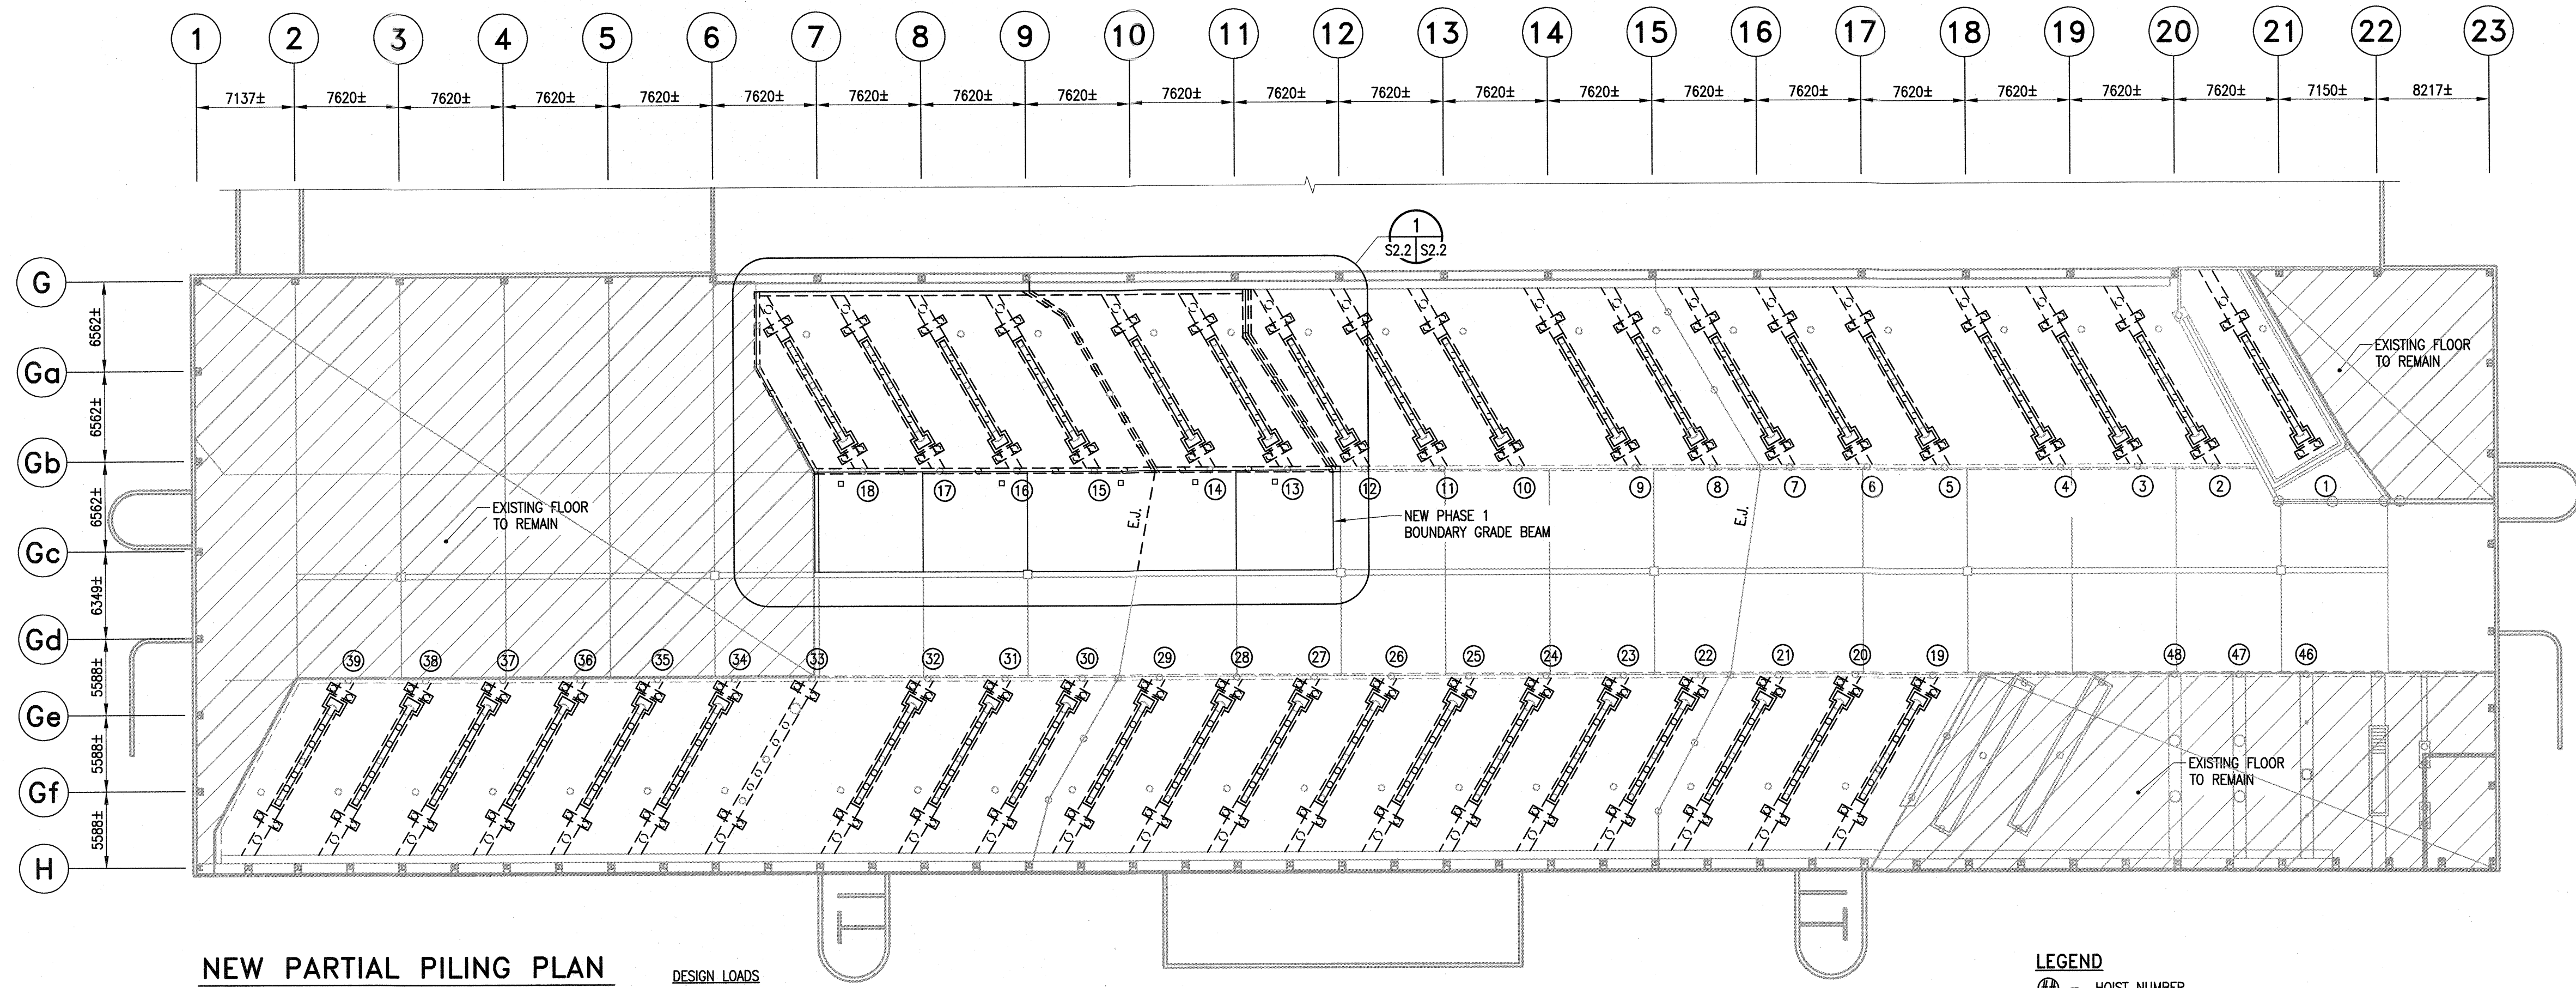 1 2 3 4 5 6 7 8 9 10 11 12 13 14 15 16 17 18 19 20 21 22 23
7137± 7620± 7620± 7620± 7620± 7620± 7620± 7620± 7620± 7620± 7620± 7620± 7620± 7620± 7620± 7620± 7620± 7620± 7620± 7620± 7150± 8217±
1
S2.2 S2.2
G
6562±
Ga
6562±
Gb
6562±
Gc
6349±
Gd
5588±
Ge
5588±
Gf
5588±
H
EXISTING FLOOR
TO REMAIN
18 17 16 15 14 13 12 11 10 9 8 7 6 5 4 3 2 1
EXISTING FLOOR
TO REMAIN
E.J.
NEW PHASE 1
BOUNDARY GRADE BEAM
E.J.
39 38 37 36 35 34 33 32 31 30 29 28 27 26 25 24 23 22 21 20 19 48 47 46
EXISTING FLOOR
TO REMAIN
NEW PARTIAL PILING PLAN
DESIGN LOADS
LEGEND
## - HOIST NUMBER